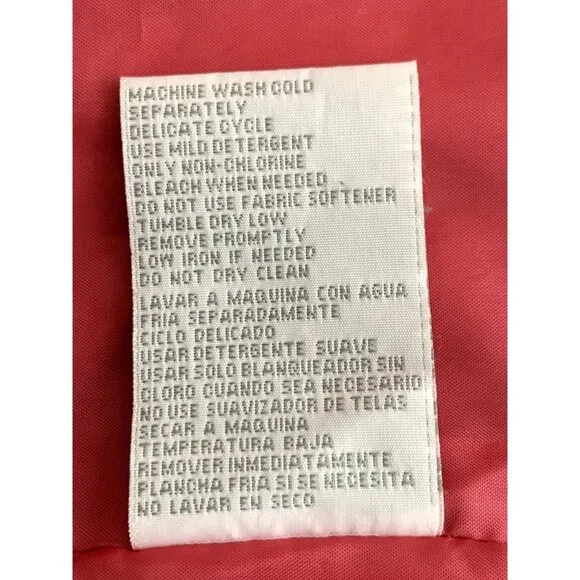 MACHINE WASH COLD
SEPARATELY
DELICATE CYCLE
USE MILD DETERGENT
ONLY NON-CHLORINE
BLEACH WHEN NEEDED
DO NOT USE FABRIC SOFTENER
TUMBLE DRY LOW
REMOVE PROMPTLY
LOW IRON IF NEEDED
DO NOT DRY CLEAN
LAVAR A MAQUINA CON AGUA
FRIA SEPARADAMENTE
CICLO DELICADO
USAR DETERGENTE SUAVE
USAR SOLO BLANQUEADOR SIN
CLORO CUANDO SEA NECESARIO
NO USE SUAVIZADOR DE TELAS
SECAR A MAQUINA
TEMPERATURA BAJA
REMOVER INMEDIATAMENTE
PLANCHA FRIA SI SE NECESITA
NO LAVAR EN SECO